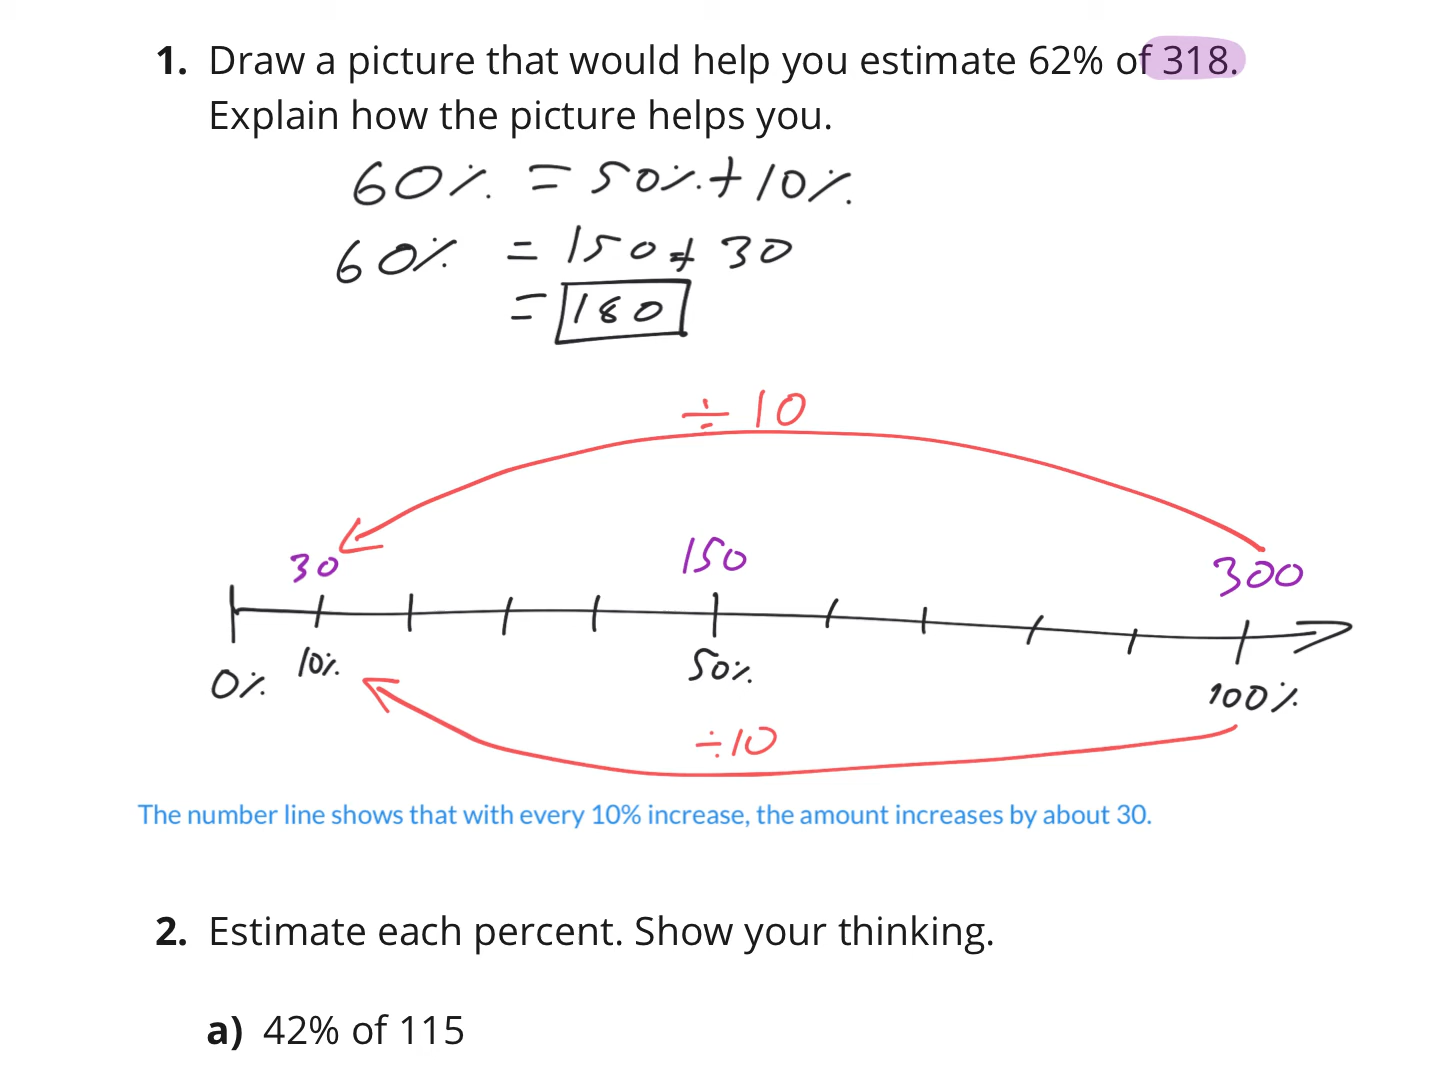 1. Draw a picture that would help you estimate 62% of 318.
Explain how the picture helps you.
60% = 50% + 10%
60% = 150 + 30
= 180
÷ 10
30 150 300
0% 10% 50% 100%
÷10
The number line shows that with every 10% increase, the amount increases by about 30.
2. Estimate each percent. Show your thinking.
a) 42% of 115